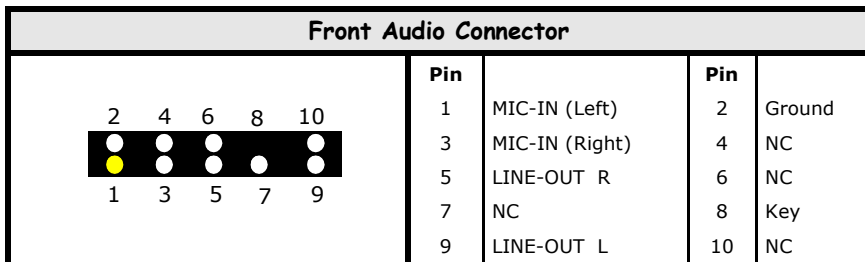 Front Audio Connector
Pin Pin
2 4 6 8 10
1 3 5 7 9
1 MIC-IN (Left) 2 Ground
3 MIC-IN (Right) 4 NC
5 LINE-OUT R 6 NC
7 NC 8 Key
9 LINE-OUT L 10 NC